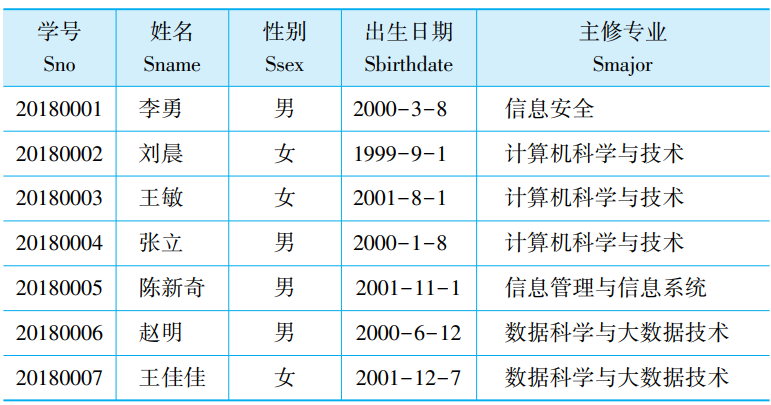 学号 姓名 性别 出生日期 主修专业
Sno Sname Ssex Sbirthdate Smajor
20180001 李勇 男 2000-3-8 信息安全
20180002 刘晨 女 1999-9-1 计算机科学与技术
20180003 王敏 女 2001-8-1 计算机科学与技术
20180004 张立 男 2000-1-8 计算机科学与技术
20180005 陈新奇 男 2001-11-1 信息管理与信息系统
20180006 赵明 男 2000-6-12 数据科学与大数据技术
20180007 王佳佳 女 2001-12-7 数据科学与大数据技术